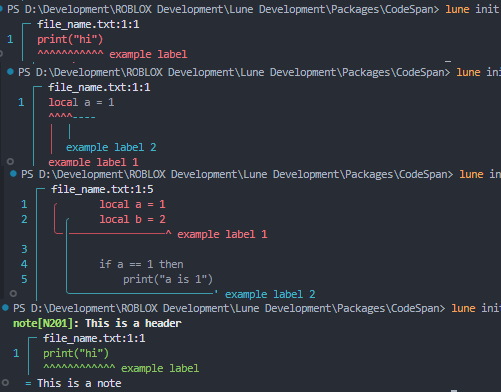 PS D:\Development\ROBLOX Development\Lune Development\Packages\CodeSpan> lune init
file_name.txt:1:1
1 print("hi")
^^^^^^^^^^^ example label
PS D:\Development\ROBLOX Development\Lune Development\Packages\CodeSpan> lune ini
file_name.txt:1:1
1 local a = 1
^^^^----
example label 2
example label 1
PS D:\Development\ROBLOX Development\Lune Development\Packages\CodeSpan> lune in
file_name.txt:1:5
1 local a = 1
2 local b = 2
^ example label 1
3
4 if a == 1 then
5 print("a is 1")
' example label 2
PS D:\Development\ROBLOX Development\Lune Development\Packages\CodeSpan> lune init
note[N201]: This is a header
file_name.txt:1:1
1 print("hi")
^^^^^^^^^^^^ example label
= This is a note